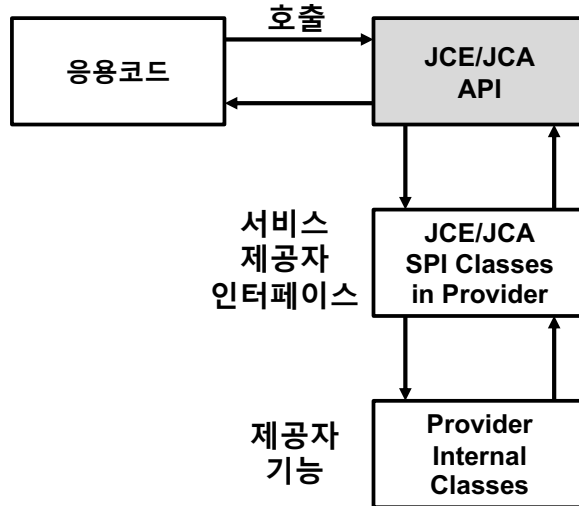 호출
응용코드
JCE/JCA
API
서비스
제공자
인터페이스
JCE/JCA
SPI Classes
in Provider
제공자
기능
Provider
Internal
Classes